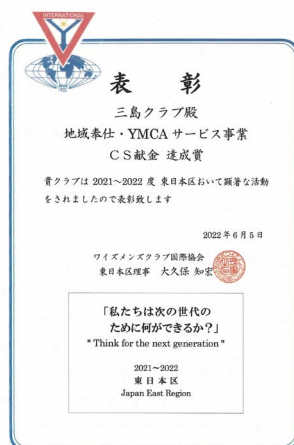 INTERNATIONAL
Y
1922
表 彰
三島クラブ殿
地域奉仕・YMCA サービス事業
CS献金 達成賞
貴クラブは 2021~2022 度 東日本区おいて顕著な活動
をされましたので表彰致します
2022年6月5日
ワイズメンズクラブ国際協会
東日本区理事 大久保 知宏
「私たちは次の世代の
ために何ができるか?」
" Think for the next generation "
2021~2022
東 日 本 区
Japan East Region